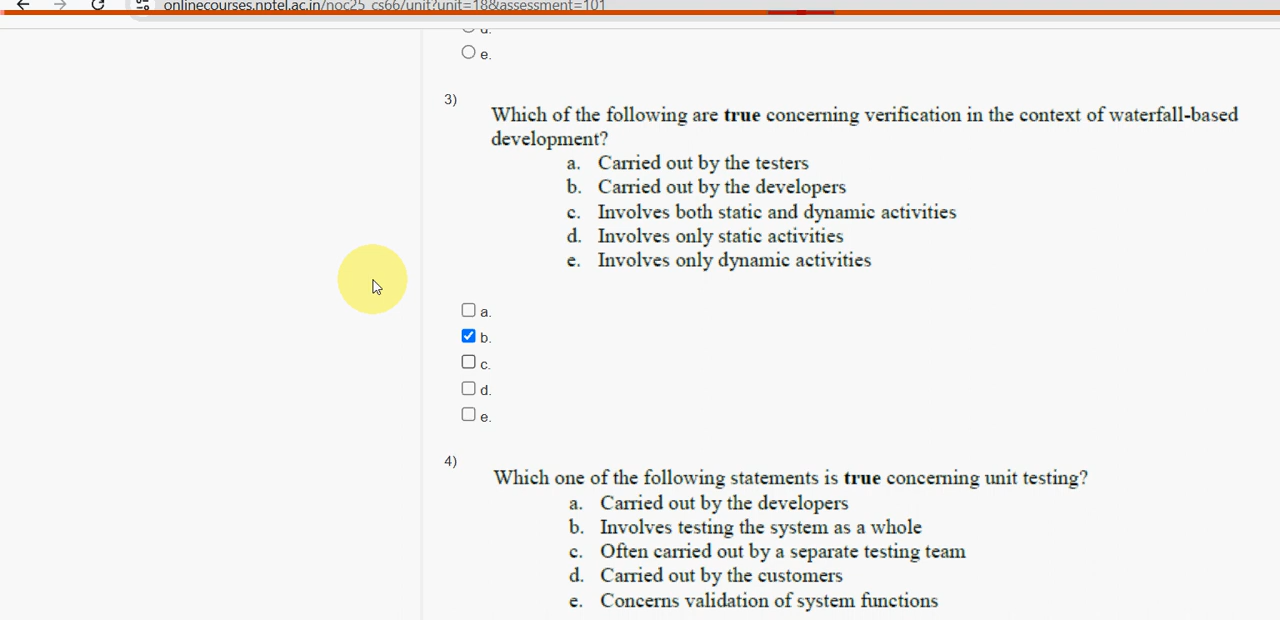 onlinecourses.nptel.ac.in/noc25_cs66/unit?unit=18&assessment=101
d.
e.
3)
Which of the following are true concerning verification in the context of waterfall-based
development?
a. Carried out by the testers
b. Carried out by the developers
c. Involves both static and dynamic activities
d. Involves only static activities
e. Involves only dynamic activities
a.
b.
c.
d.
e.
4)
Which one of the following statements is true concerning unit testing?
a. Carried out by the developers
b. Involves testing the system as a whole
c. Often carried out by a separate testing team
d. Carried out by the customers
e. Concerns validation of system functions